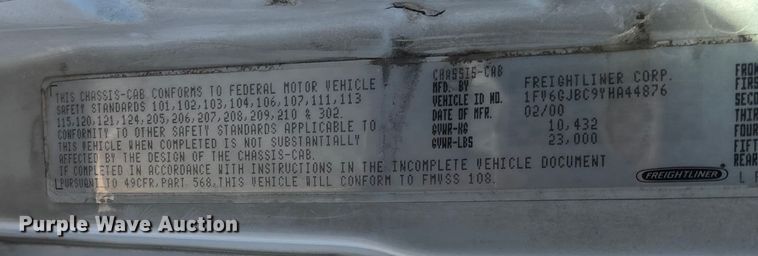 THIS CHASSIS-CAB CONFORMS TO FEDERAL MOTOR VEHICLE
SAFETY STANDARDS 101, 102, 103, 104, 106, 107, 111, 113
115, 120, 121, 124, 205, 206, 207, 208, 209, 210 & 302.
CONFORMITY TO OTHER SAFETY STANDARDS APPLICABLE TO
THIS VEHICLE WHEN COMPLETED IS NOT SUBSTANTIALLY
AFFECTED BY THE DESIGN OF THE CHASSIS-CAB.
IF COMPLETED IN ACCORDANCE WITH INSTRUCTIONS IN THE INCOMPLETE VEHICLE DOCUMENT
PURSUANT TO 49CFR, PART 568, THIS VEHICLE WILL CONFORM TO FMVSS 108.
CHASSIS-CAB
MFD. BY FREIGHTLINER CORP.
VEHICLE ID NO. 1FV6GJBC9YHA44876
DATE OF MFR. 02/00
GVWR-KG 10,432
GVWR-LBS 23,000
FREIGHTLINER
FRON
FIRS
SECO
THIR
FOUR
FIFT
REAR
Purple Wave Auction